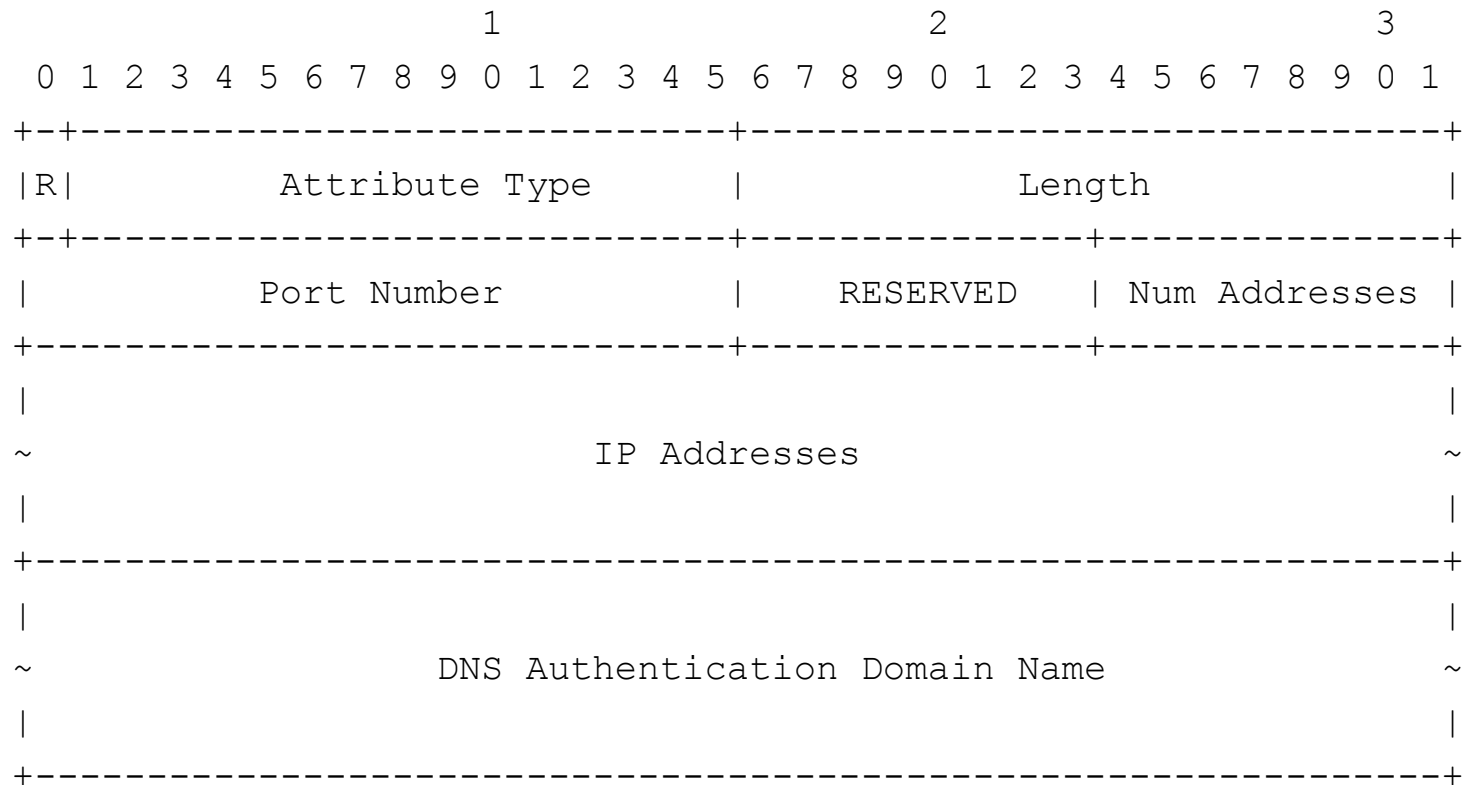 1                   2                   3
 0 1 2 3 4 5 6 7 8 9 0 1 2 3 4 5 6 7 8 9 0 1 2 3 4 5 6 7 8 9 0 1
+-+-----------------------------+-------------------------------+
|R|         Attribute Type      |            Length             |
+-+-----------------------------+---------------+---------------+
|          Port Number          |    RESERVED   | Num Addresses |
+-------------------------------+---------------+---------------+
|                                                               |
~                         IP Addresses                          ~
|                                                               |
+---------------------------------------------------------------+
|                                                               |
~                  DNS Authentication Domain Name               ~
|                                                               |
+---------------------------------------------------------------+